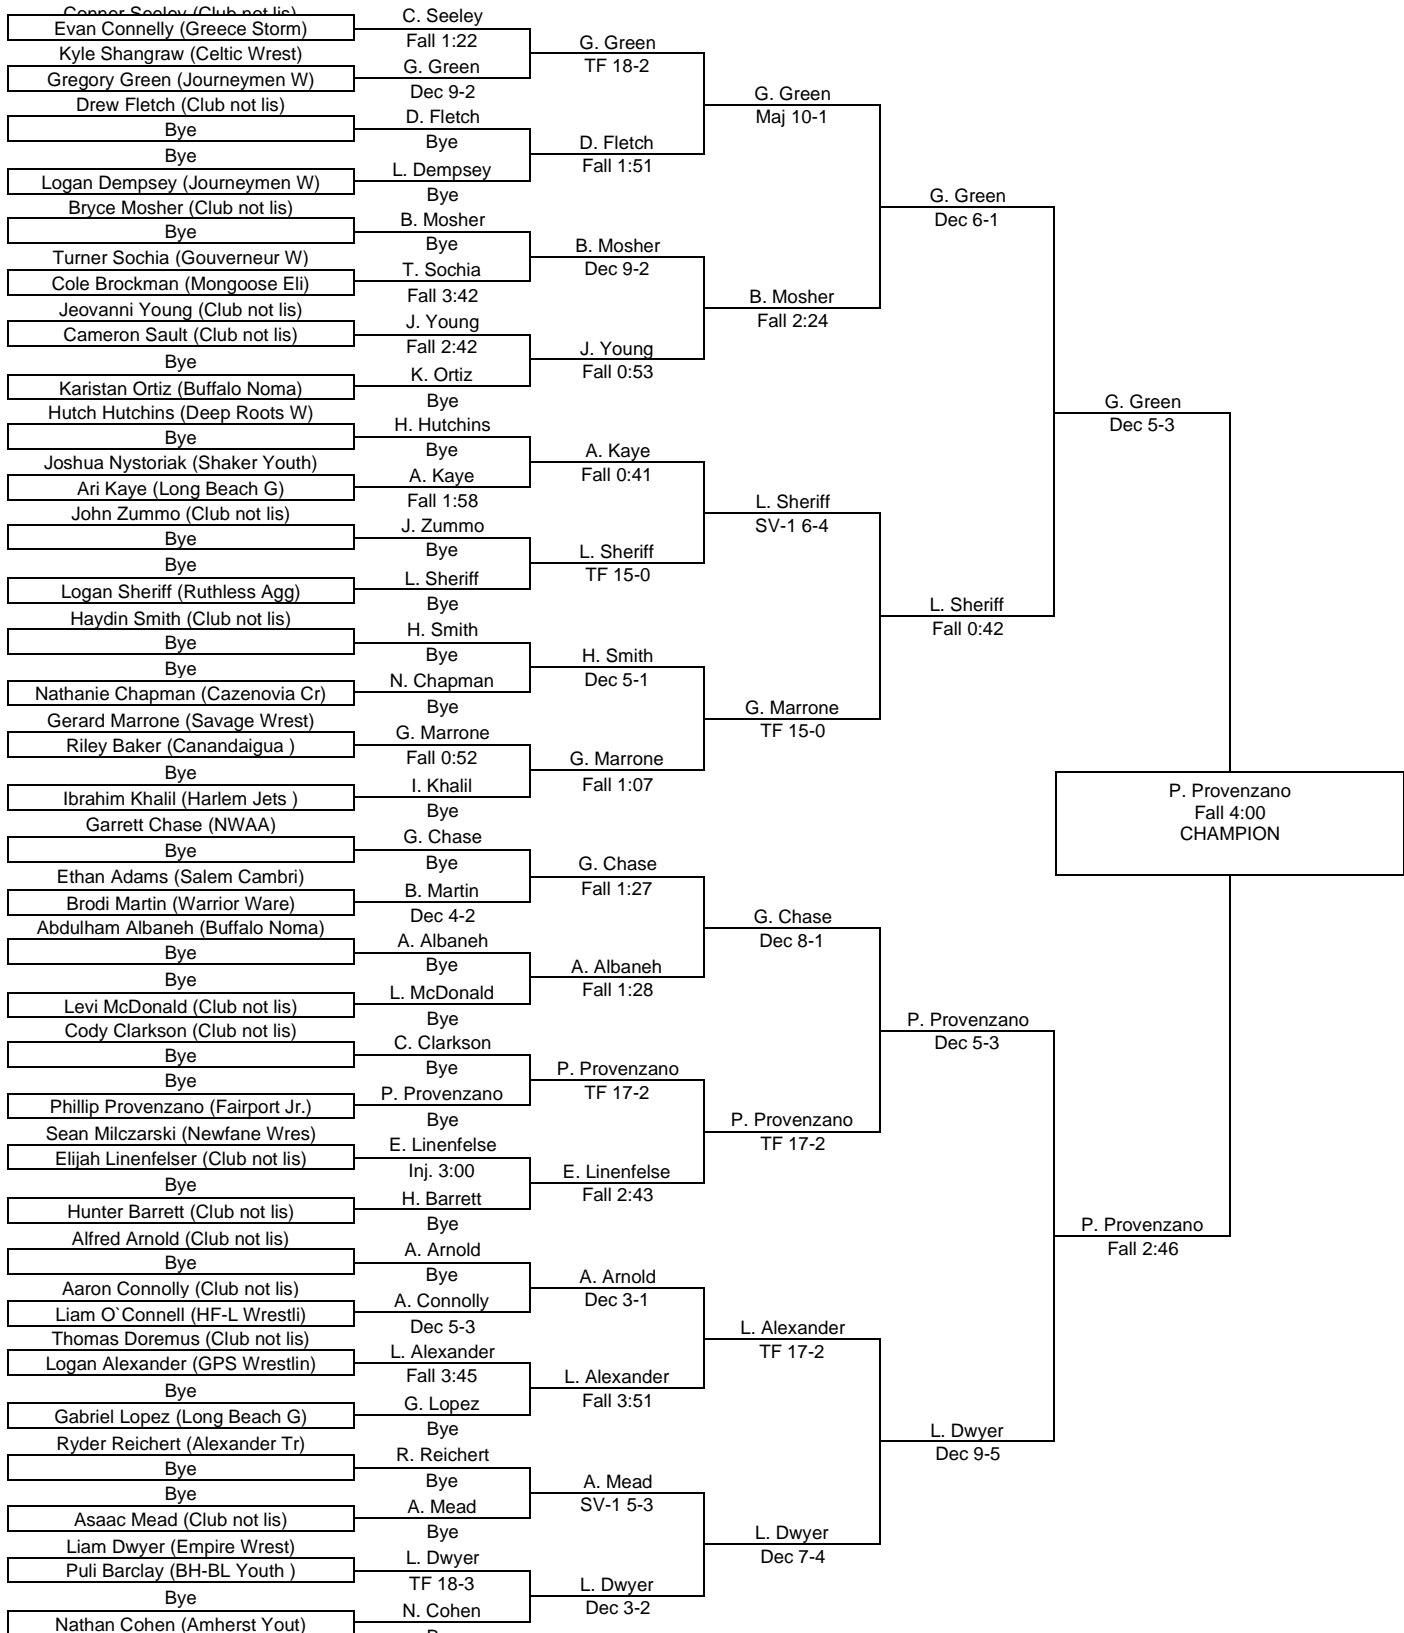 Conner Seeley (Club not lis)
Evan Connelly (Greece Storm)
Kyle Shangraw (Celtic Wrest)
Gregory Green (Journeymen W)
Drew Fletch (Club not lis)
Bye
Bye
Logan Dempsey (Journeymen W)
Bryce Mosher (Club not lis)
Bye
Turner Sochia (Gouverneur W)
Cole Brockman (Mongoose Eli)
Jeovanni Young (Club not lis)
Cameron Sault (Club not lis)
Bye
Karistan Ortiz (Buffalo Noma)
Hutch Hutchins (Deep Roots W)
Bye
Joshua Nystoriak (Shaker Youth)
Ari Kaye (Long Beach G)
John Zummo (Club not lis)
Bye
Bye
Logan Sheriff (Ruthless Agg)
Haydin Smith (Club not lis)
Bye
Bye
Nathanie Chapman (Cazenovia Cr)
Gerard Marrone (Savage Wrest)
Riley Baker (Canandaigua )
Bye
Ibrahim Khalil (Harlem Jets )
Garrett Chase (NWAA)
Bye
Ethan Adams (Salem Cambri)
Brodi Martin (Warrior Ware)
Abdulham Albaneh (Buffalo Noma)
Bye
Bye
Levi McDonald (Club not lis)
Cody Clarkson (Club not lis)
Bye
Bye
Phillip Provenzano (Fairport Jr.)
Sean Milczarski (Newfane Wres)
Elijah Linenfelser (Club not lis)
Bye
Hunter Barrett (Club not lis)
Alfred Arnold (Club not lis)
Bye
Aaron Connolly (Club not lis)
Liam O`Connell (HF-L Wrestli)
Thomas Doremus (Club not lis)
Logan Alexander (GPS Wrestlin)
Bye
Gabriel Lopez (Long Beach G)
Ryder Reichert (Alexander Tr)
Bye
Bye
Asaac Mead (Club not lis)
Liam Dwyer (Empire Wrest)
Puli Barclay (BH-BL Youth )
Bye
Nathan Cohen (Amherst Yout)
C. Seeley
Fall 1:22
G. Green
Dec 9-2
D. Fletch
Bye
L. Dempsey
Bye
B. Mosher
Bye
T. Sochia
Fall 3:42
J. Young
Fall 2:42
K. Ortiz
Bye
H. Hutchins
Bye
A. Kaye
Fall 1:58
J. Zummo
Bye
L. Sheriff
Bye
H. Smith
Bye
N. Chapman
Bye
G. Marrone
Fall 0:52
I. Khalil
Bye
G. Chase
Bye
B. Martin
Dec 4-2
A. Albaneh
Bye
L. McDonald
Bye
C. Clarkson
Bye
P. Provenzano
Bye
E. Linenfelse
Inj. 3:00
H. Barrett
Bye
A. Arnold
Bye
A. Connolly
Dec 5-3
L. Alexander
Fall 3:45
G. Lopez
Bye
R. Reichert
Bye
A. Mead
Bye
L. Dwyer
TF 18-3
N. Cohen
G. Green
TF 18-2
D. Fletch
Fall 1:51
B. Mosher
Dec 9-2
J. Young
Fall 0:53
A. Kaye
Fall 0:41
L. Sheriff
TF 15-0
H. Smith
Dec 5-1
G. Marrone
Fall 1:07
G. Chase
Fall 1:27
A. Albaneh
Fall 1:28
P. Provenzano
TF 17-2
E. Linenfelse
Fall 2:43
A. Arnold
Dec 3-1
L. Alexander
Fall 3:51
A. Mead
SV-1 5-3
L. Dwyer
Dec 3-2
G. Green
Maj 10-1
B. Mosher
Fall 2:24
L. Sheriff
SV-1 6-4
G. Marrone
TF 15-0
G. Chase
Dec 8-1
P. Provenzano
TF 17-2
L. Alexander
TF 17-2
L. Dwyer
Dec 7-4
G. Green
Dec 6-1
L. Sheriff
Fall 0:42
P. Provenzano
Dec 5-3
L. Dwyer
Dec 9-5
G. Green
Dec 5-3
P. Provenzano
Fall 2:46
P. Provenzano
Fall 4:00
CHAMPION